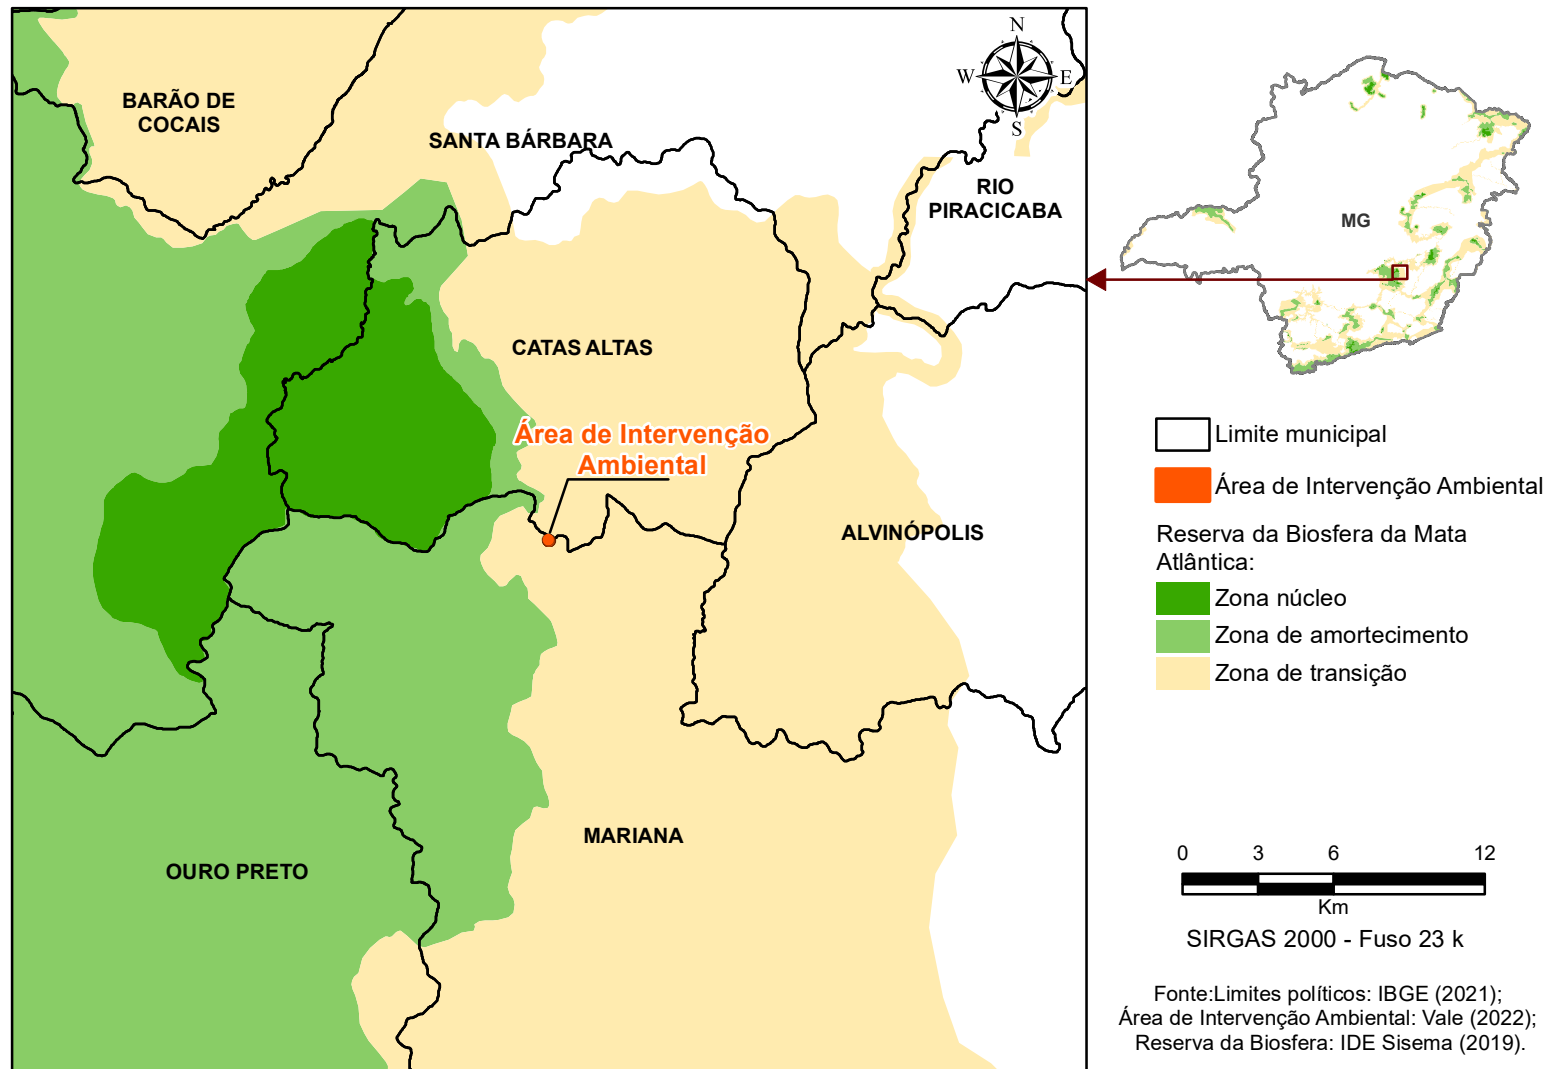 BARÃO DE
COCAIS
SANTA BÁRBARA
N
W
E
S
RIO
PIRACICABA
CATAS ALTAS
Área de Intervenção
Ambiental
ALVINÓPOLIS
MARIANA
OURO PRETO
MG
Limite municipal
Área de Intervenção Ambiental
Reserva da Biosfera da Mata
Atlântica:
Zona núcleo
Zona de amortecimento
Zona de transição
0 3 6 12
Km
SIRGAS 2000 - Fuso 23 k
Fonte:Limites políticos: IBGE (2021);
Área de Intervenção Ambiental: Vale (2022);
Reserva da Biosfera: IDE Sisema (2019).